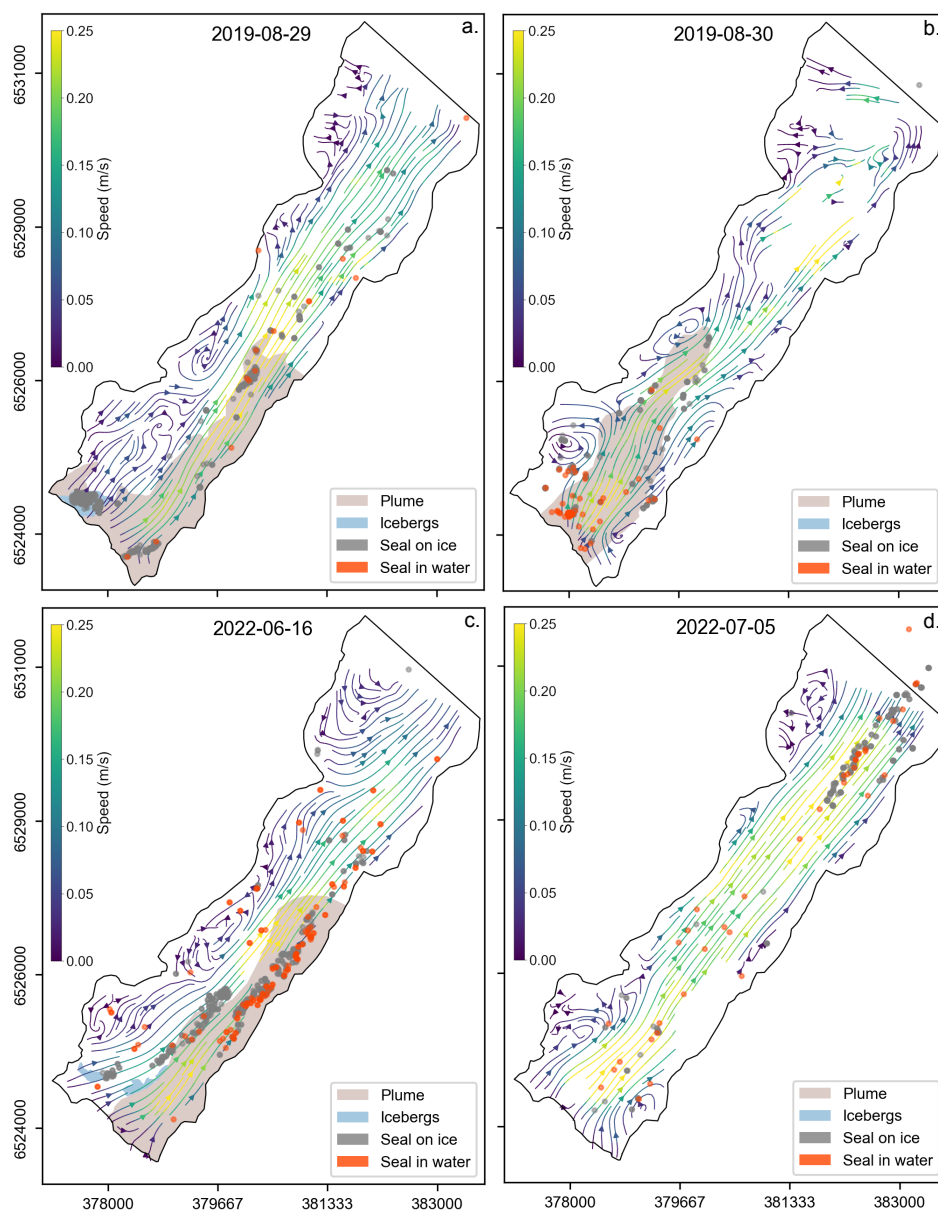 a.
2019-08-29
0.25
0.20
0.15
0.10
0.05
0.00
Speed (m/s)
6531000
6529000
6526000
6524000
Plume
Icebergs
Seal on ice
Seal in water
b.
2019-08-30
0.25
0.20
0.15
0.10
0.05
0.00
Speed (m/s)
Plume
Icebergs
Seal on ice
Seal in water
c.
2022-06-16
0.25
0.20
0.15
0.10
0.05
0.00
Speed (m/s)
6531000
6529000
6526000
6524000
Plume
Icebergs
Seal on ice
Seal in water
378000 379667 381333 383000
d.
2022-07-05
0.25
0.20
0.15
0.10
0.05
0.00
Speed (m/s)
Plume
Icebergs
Seal on ice
Seal in water
378000 379667 381333 383000